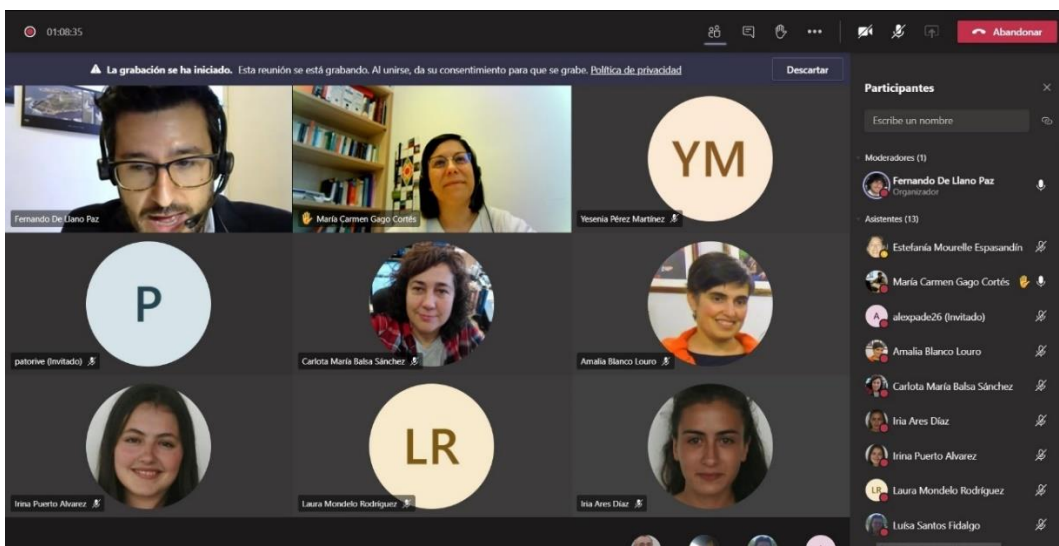 01:08:35
Abandonar
La grabación se ha iniciado. Esta reunión se está grabando. Al unirse, da su consentimiento para que se grabe. Política de privacidad
Descartar
Fernando De Llano Paz
María Carmen Gago Cortés
YM
Yesenia Pérez Martínez
P
patorive (Invitado)
Carlota María Balsa Sánchez
Amalia Blanco Louro
Irina Puerto Alvarez
LR
Laura Mondelo Rodríguez
Iria Ares Díaz
Participantes
Escribe un nombre
Moderadores (1)
Fernando De Llano Paz
Organizador
Asistentes (13)
Estefanía Mourelle Espasandín
María Carmen Gago Cortés
A
alexpade26 (Invitado)
Amalia Blanco Louro
Carlota María Balsa Sánchez
Iria Ares Díaz
Irina Puerto Alvarez
LR
Laura Mondelo Rodríguez
Luísa Santos Fidalgo